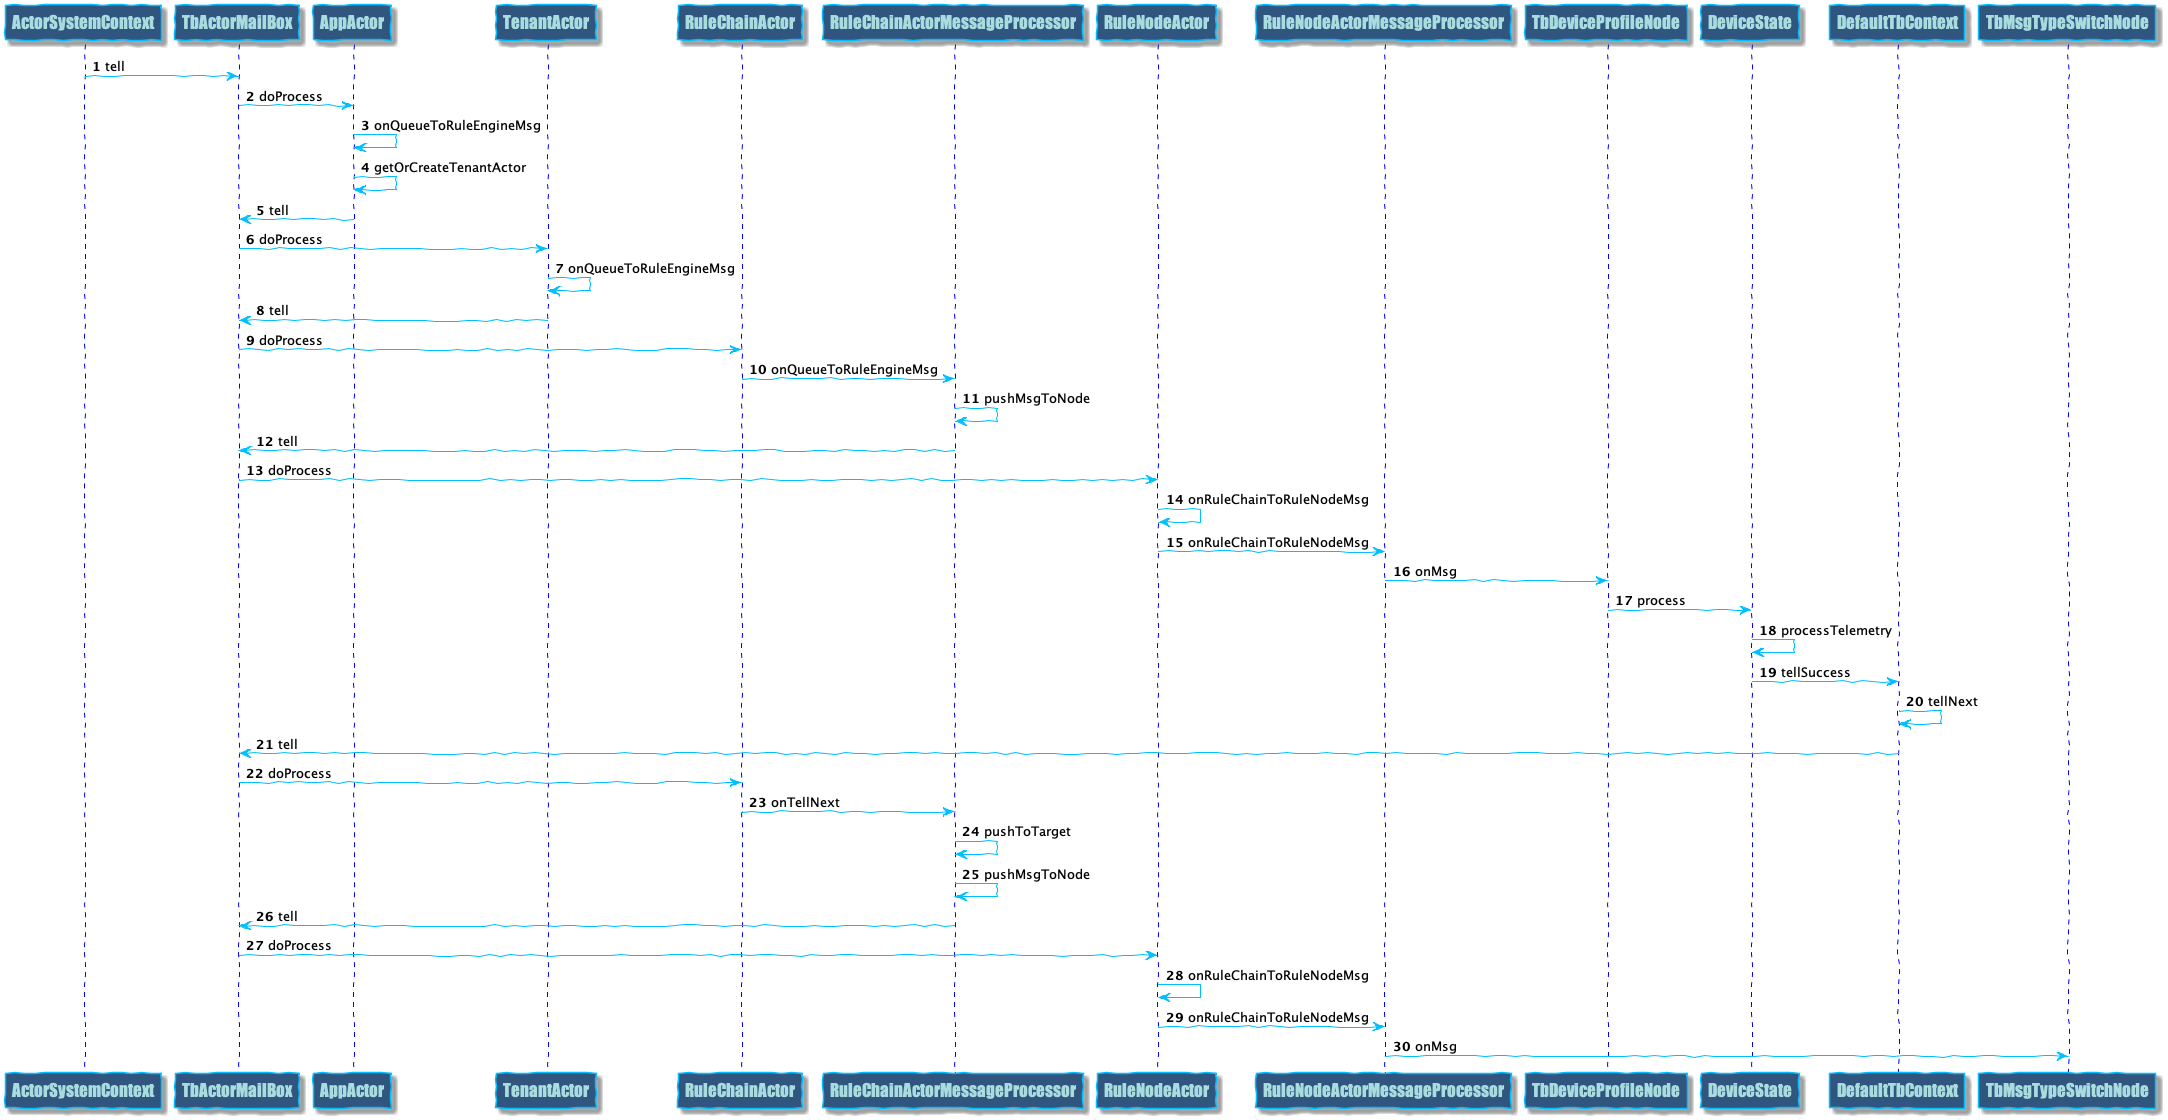 ActorSystemContext TbActorMailBox AppActor TenantActor RuleChainActor RuleChainActorMessageProcessor RuleNodeActor RuleNodeActorMessageProcessor TbDeviceProfileNode DeviceState DefaultTbContext TbMsgTypeSwitchNode
1 tell
2 doProcess
3 onQueueToRuleEngineMsg
4 getOrCreateTenantActor
5 tell
6 doProcess
7 onQueueToRuleEngineMsg
8 tell
9 doProcess
10 onQueueToRuleEngineMsg
11 pushMsgToNode
12 tell
13 doProcess
14 onRuleChainToRuleNodeMsg
15 onRuleChainToRuleNodeMsg
16 onMsg
17 process
18 processTelemetry
19 tellSuccess
20 tellNext
21 tell
22 doProcess
23 onTellNext
24 pushToTarget
25 pushMsgToNode
26 tell
27 doProcess
28 onRuleChainToRuleNodeMsg
29 onRuleChainToRuleNodeMsg
30 onMsg
ActorSystemContext TbActorMailBox AppActor TenantActor RuleChainActor RuleChainActorMessageProcessor RuleNodeActor RuleNodeActorMessageProcessor TbDeviceProfileNode DeviceState DefaultTbContext TbMsgTypeSwitchNode